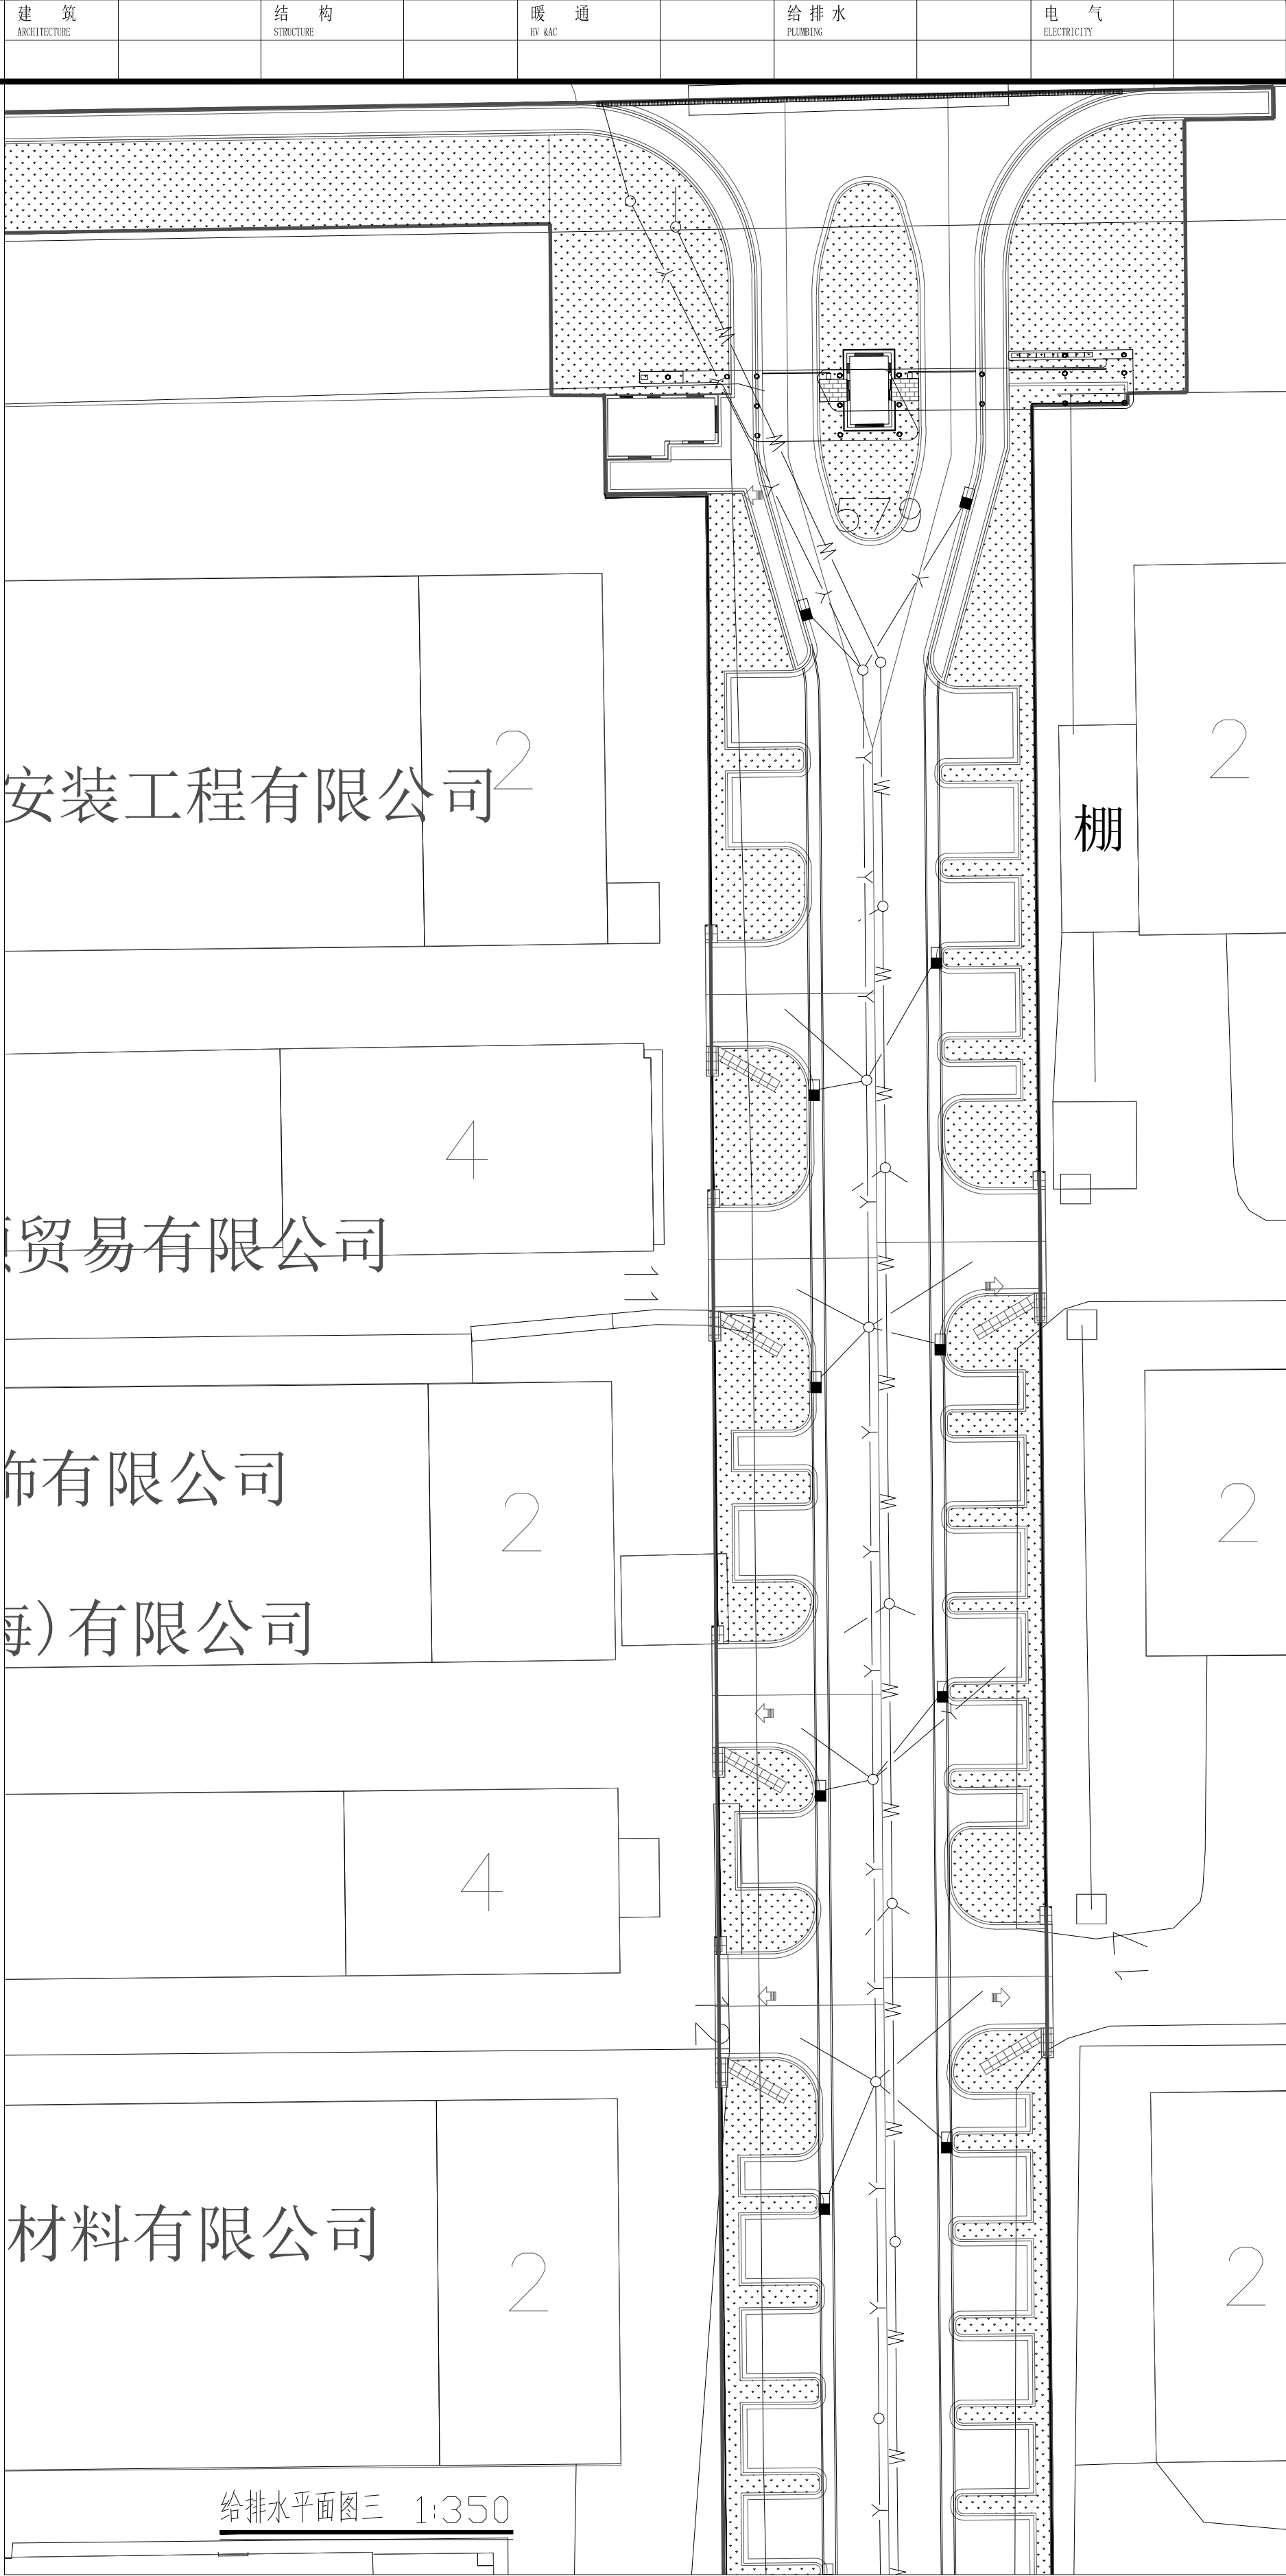 建 筑 结 构 暖 通 给排水 电 气
ARCHITECTURE STRUCTURE HV &AC PLUMBING ELECTRICITY
2
2
安装工程有限公司
棚
4
贸易有限公司
11
饰有限公司
2
2
海)有限公司
4
17
12
材料有限公司
2
2
给排水平面图三 1:350